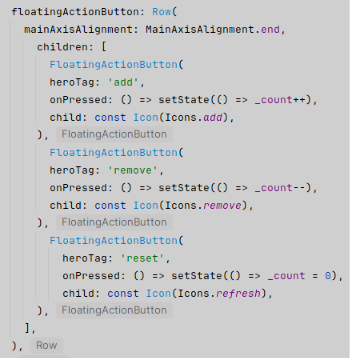 floatingActionButton: Row(
  mainAxisAlignment: MainAxisAlignment.end,
    children: [
      FloatingActionButton(
      heroTag: 'add',
      onPressed: () => setState(() => _count++),
      child: const Icon(Icons.add),
    ), FloatingActionButton
      FloatingActionButton(
      heroTag: 'remove',
      onPressed: () => setState(() => _count--),
      child: const Icon(Icons.remove),
    ), FloatingActionButton
      FloatingActionButton(
        heroTag: 'reset',
        onPressed: () => setState(() => _count = 0),
        child: const Icon(Icons.refresh),
    ), FloatingActionButton
  ],
), Row